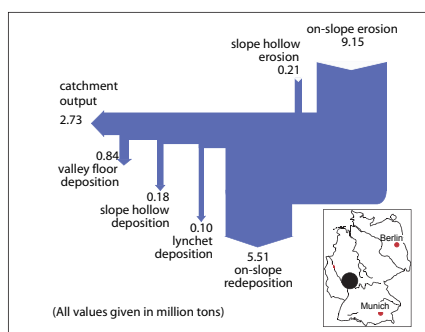 on-slope erosion
9.15
slope hollow
erosion
0.21
catchment
output
2.73
0.84
valley floor
deposition
0.18
slope hollow
deposition
0.10
lynchet
deposition
5.51
on-slope
redeposition
Berlin
Munich
(All values given in million tons)